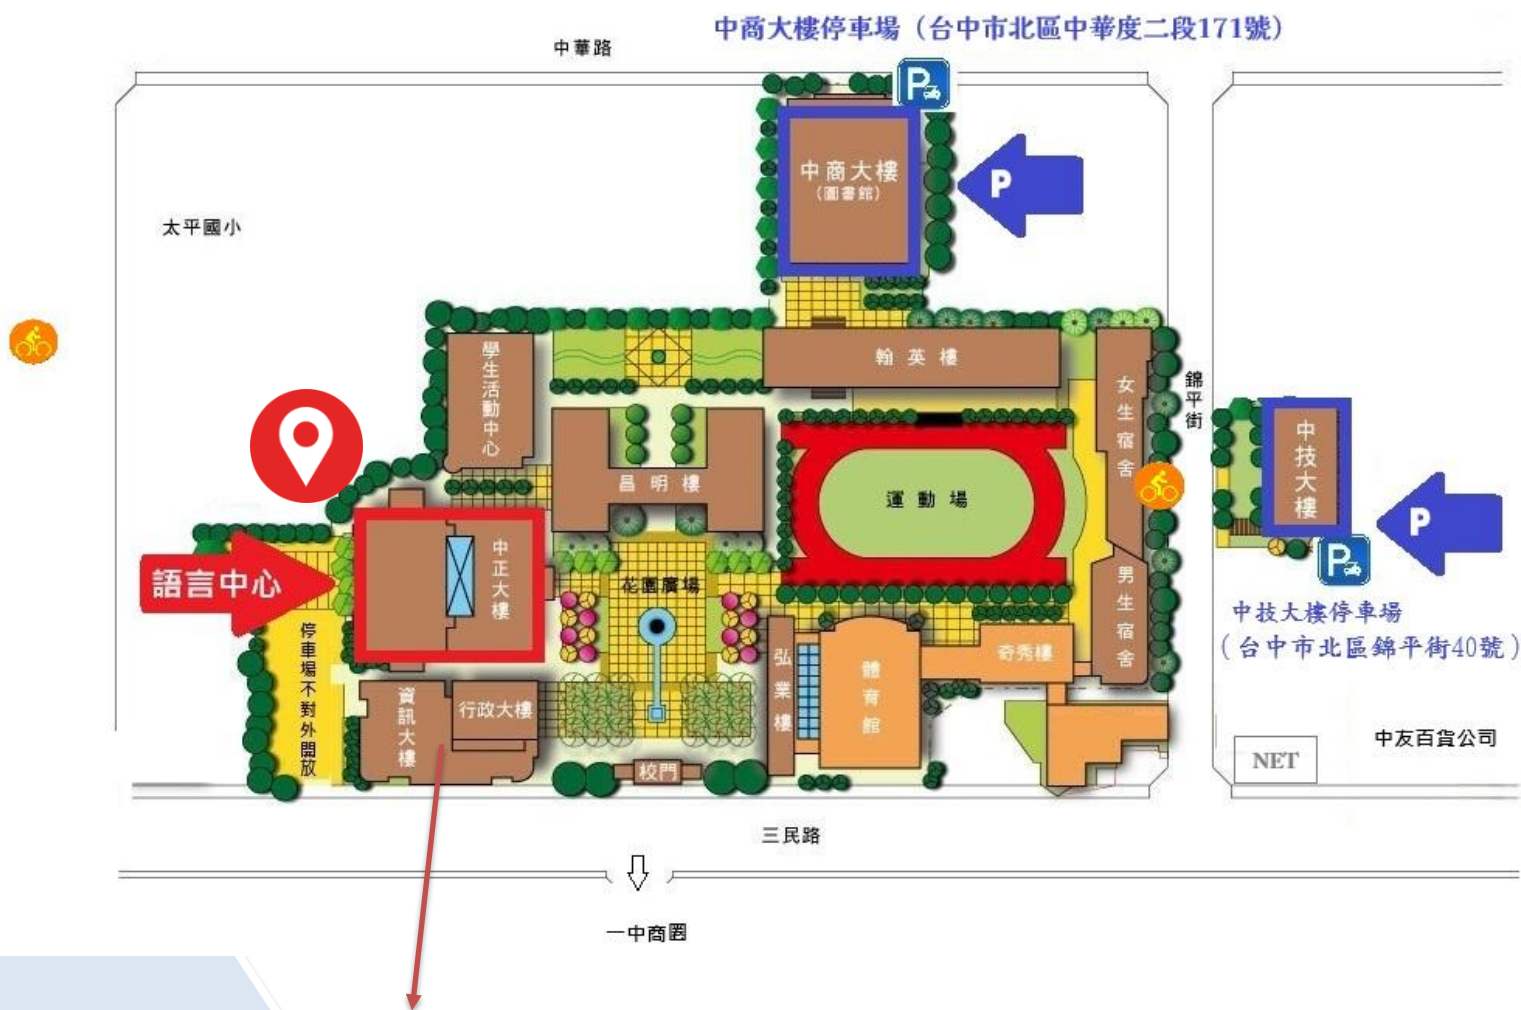 中商大樓停車場（台中市北區中華度二段171號）
中華路
P
中商大樓
(圖書館)
P
太平國小
翰英樓
學生活動中心
女生宿舍
錦平街
中技大樓
昌明樓
運動場
P
P
語言中心
中正大樓
花園廣場
男生宿舍
中技大樓停車場
（台中市北區錦平街40號）
停車場不對外開放
弘業樓
體育館
奇秀樓
資訊大樓
行政大樓
中友百貨公司
NET
校門
三民路
一中商圈